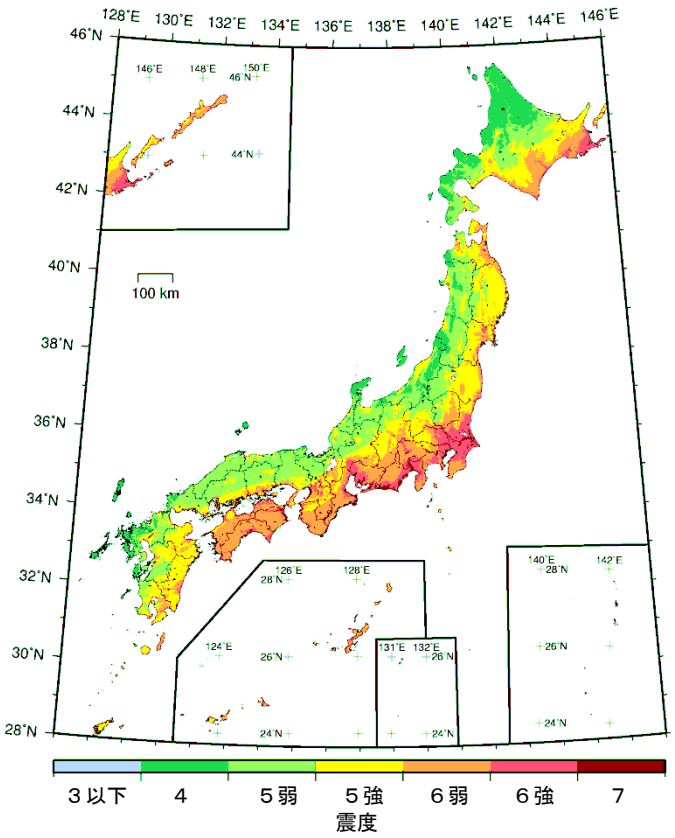 128°E 130°E 132°E 134°E 136°E 138°E 140°E 142°E 144°E 146°E
46°N
146°E 148°E 150°E
46°N
44°N
44°N
42°N
40°N
100 km
38°N
36°N
34°N
32°N
126°E 128°E
28°N
140°E 142°E
28°N
30°N
124°E
26°N
131°E 132°E
26°N
26°N
28°N
24°N
24°N
24°N
3以下 4 5弱 5強 6弱 6強 7
震度